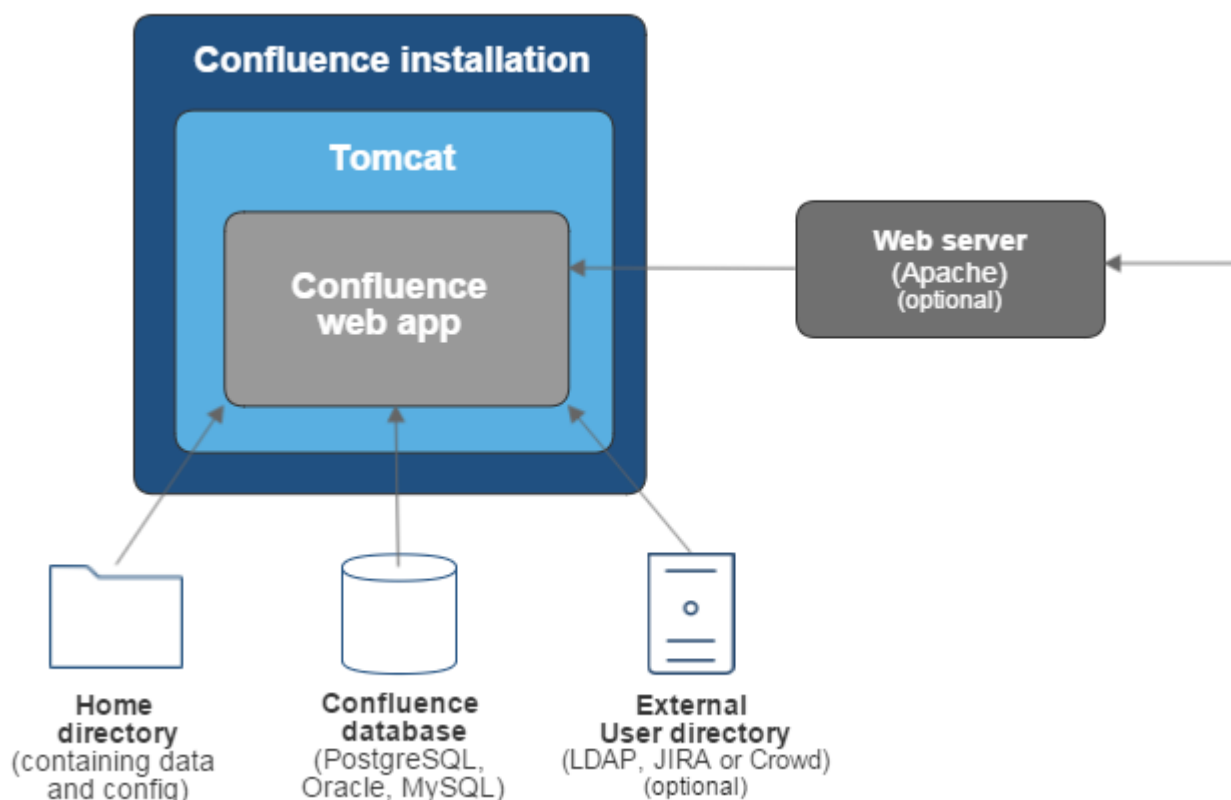 Confluence installation
Tomcat
Confluence
web app
Web server
(Apache)
(optional)
Home
directory
(containing data
and config)
Confluence
database
(PostgreSQL,
Oracle, MySQL)
External
User directory
(LDAP, JIRA or Crowd)
(optional)